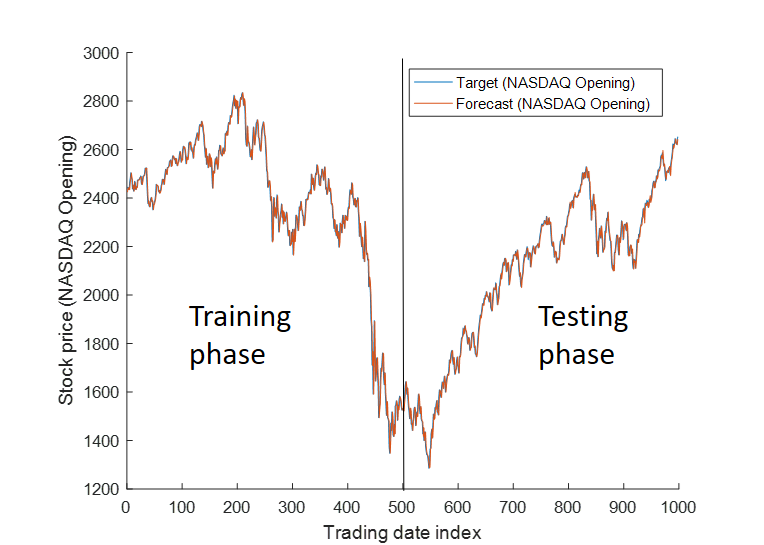 3000
2800
2600
2400
2200
2000
1800
1600
1400
1200
Stock price (NASDAQ Opening)
Target (NASDAQ Opening)
Forecast (NASDAQ Opening)
Training
phase
Testing
phase
0 100 200 300 400 500 600 700 800 900 1000
Trading date index